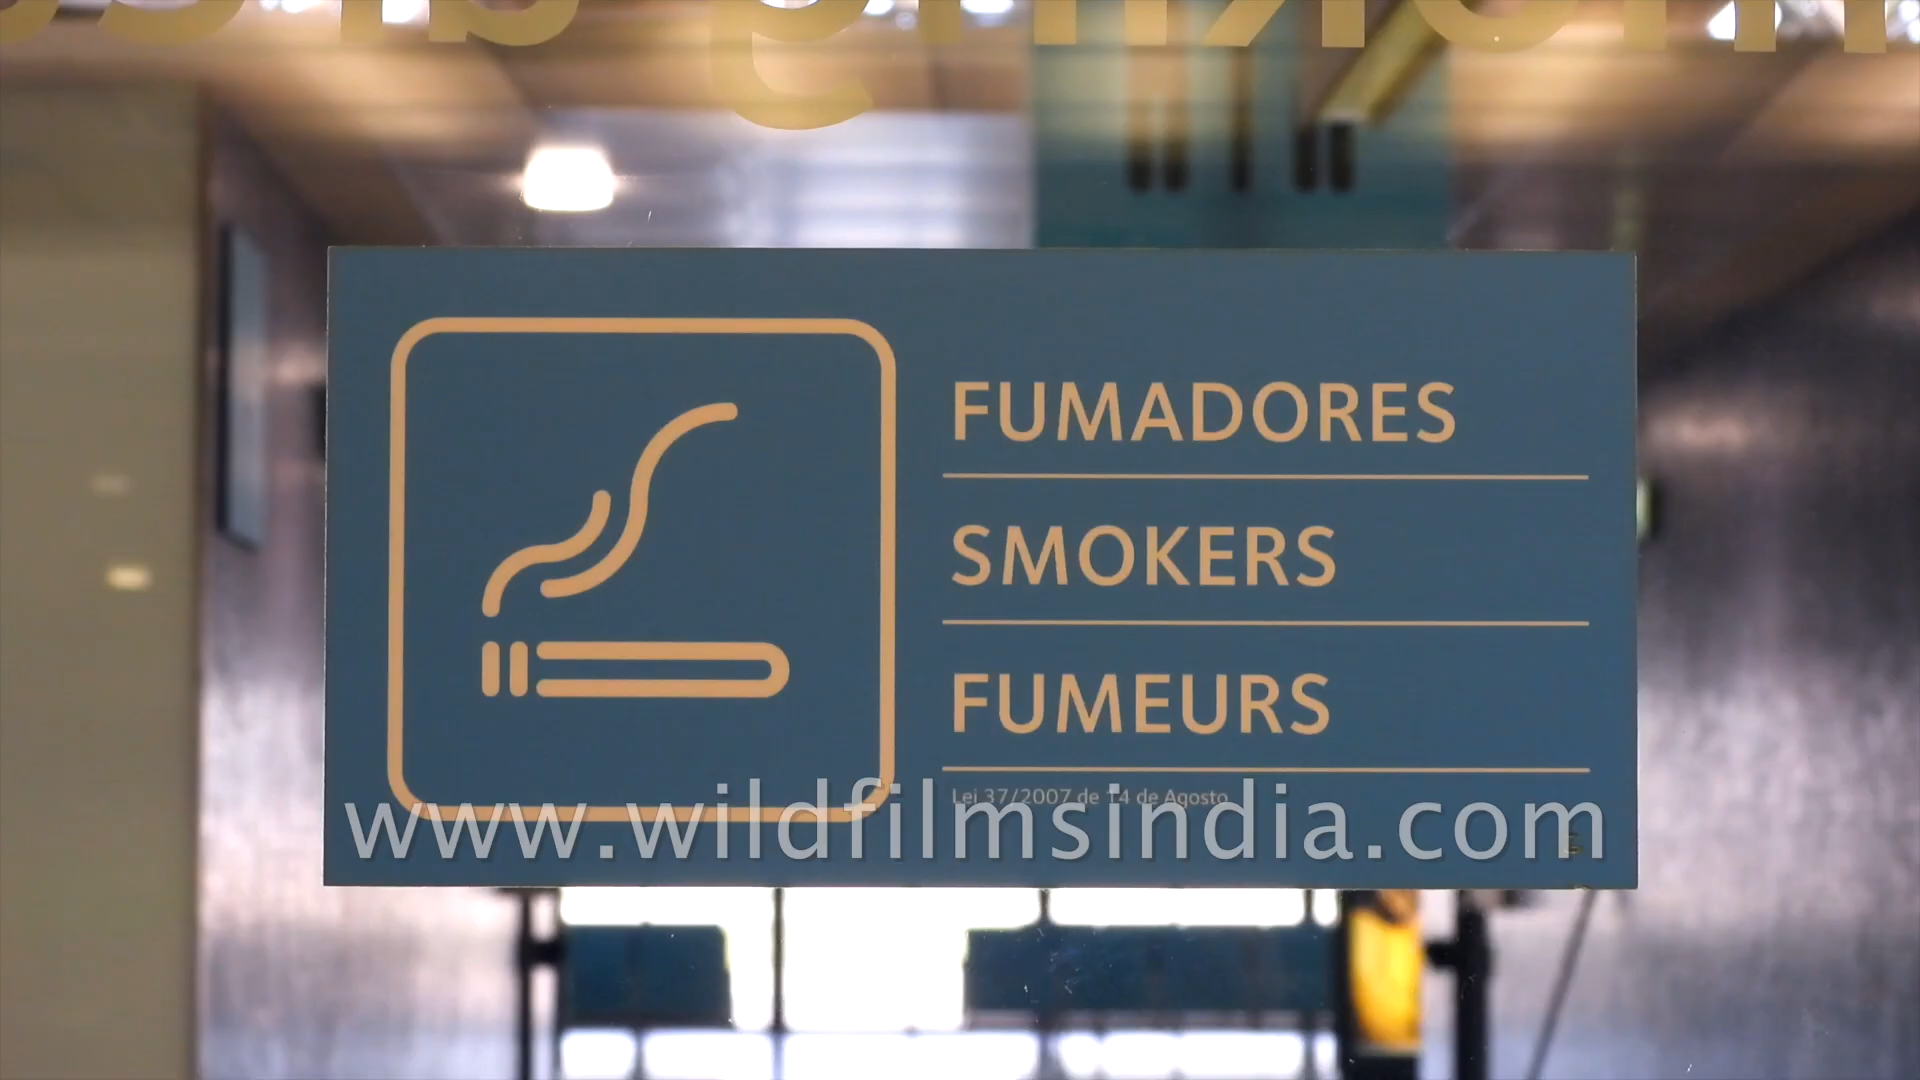 FUMADORES
SMOKERS
FUMEURS
Lei 37/2007 de 14 de Agosto
www.wildfilmsindia.com